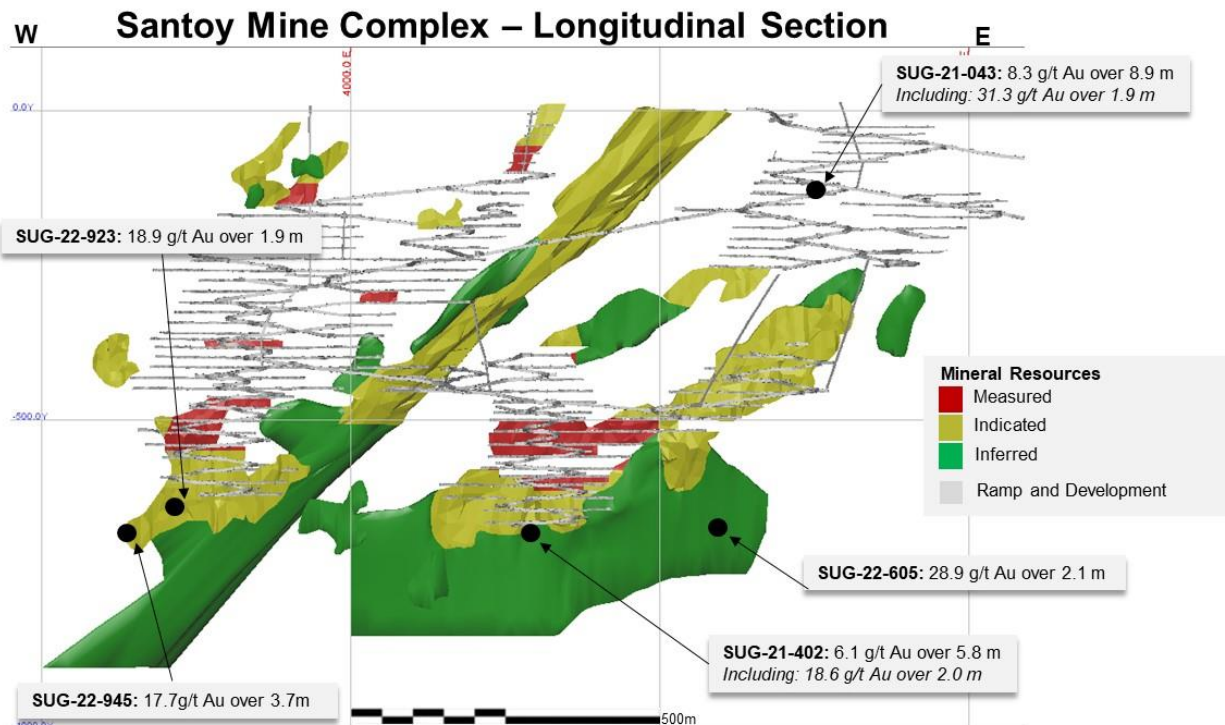 Santoy Mine Complex – Longitudinal Section
W
E
4000.0 E
0.0Y
SUG-21-043: 8.3 g/t Au over 8.9 m
Including: 31.3 g/t Au over 1.9 m
SUG-22-923: 18.9 g/t Au over 1.9 m
Mineral Resources
Measured
Indicated
Inferred
Ramp and Development
-500.0Y
SUG-22-605: 28.9 g/t Au over 2.1 m
SUG-21-402: 6.1 g/t Au over 5.8 m
Including: 18.6 g/t Au over 2.0 m
SUG-22-945: 17.7g/t Au over 3.7m
500m